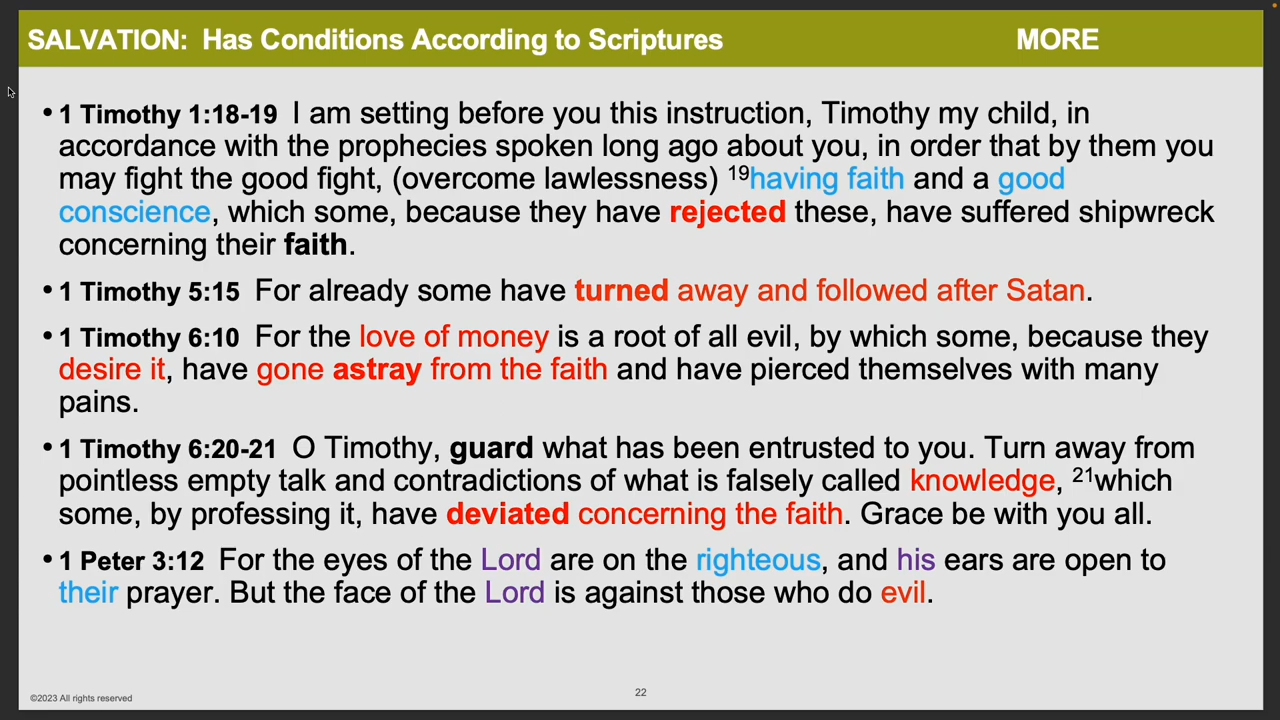 SALVATION: Has Conditions According to Scriptures MORE
• 1 Timothy 1:18-19 I am setting before you this instruction, Timothy my child, in
accordance with the prophecies spoken long ago about you, in order that by them you
may fight the good fight, (overcome lawlessness) 19having faith and a good
conscience, which some, because they have rejected these, have suffered shipwreck
concerning their faith.
• 1 Timothy 5:15 For already some have turned away and followed after Satan.
• 1 Timothy 6:10 For the love of money is a root of all evil, by which some, because they
desire it, have gone astray from the faith and have pierced themselves with many
pains.
• 1 Timothy 6:20-21 O Timothy, guard what has been entrusted to you. Turn away from
pointless empty talk and contradictions of what is falsely called knowledge, 21which
some, by professing it, have deviated concerning the faith. Grace be with you all.
• 1 Peter 3:12 For the eyes of the Lord are on the righteous, and his ears are open to
their prayer. But the face of the Lord is against those who do evil.
©2023 All rights reserved
22